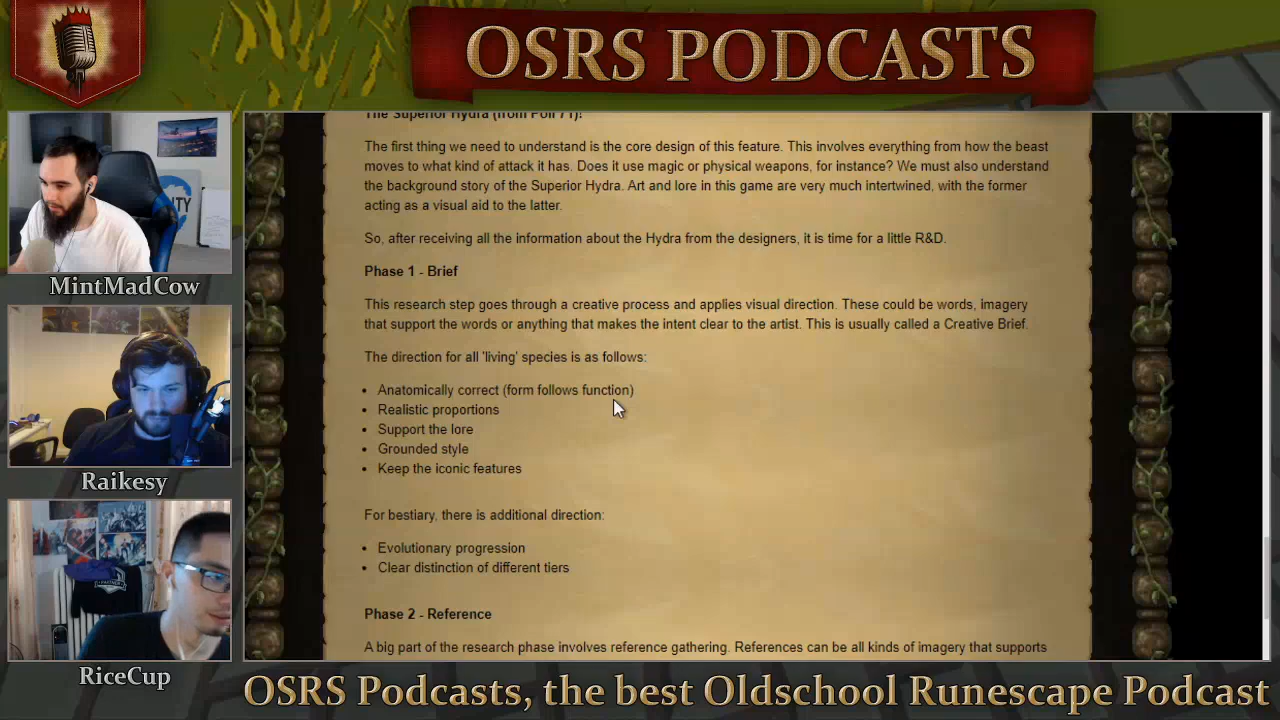 OSRS PODCASTS
The Superior Hydra (from Poll 71)!
The first thing we need to understand is the core design of this feature. This involves everything from how the beast
moves to what kind of attack it has. Does it use magic or physical weapons, for instance? We must also understand
the background story of the Superior Hydra. Art and lore in this game are very much intertwined, with the former
acting as a visual aid to the latter.
So, after receiving all the information about the Hydra from the designers, it is time for a little R&D.
Phase 1 - Brief
This research step goes through a creative process and applies visual direction. These could be words, imagery
that support the words or anything that makes the intent clear to the artist. This is usually called a Creative Brief.
The direction for all 'living' species is as follows:
• Anatomically correct (form follows function)
• Realistic proportions
• Support the lore
• Grounded style
• Keep the iconic features
For bestiary, there is additional direction:
• Evolutionary progression
• Clear distinction of different tiers
Phase 2 - Reference
A big part of the research phase involves reference gathering. References can be all kinds of imagery that supports
MintMadCow
Raikesy
PARTNER
RiceCup
OSRS Podcasts, the best Oldschool Runescape Podcast